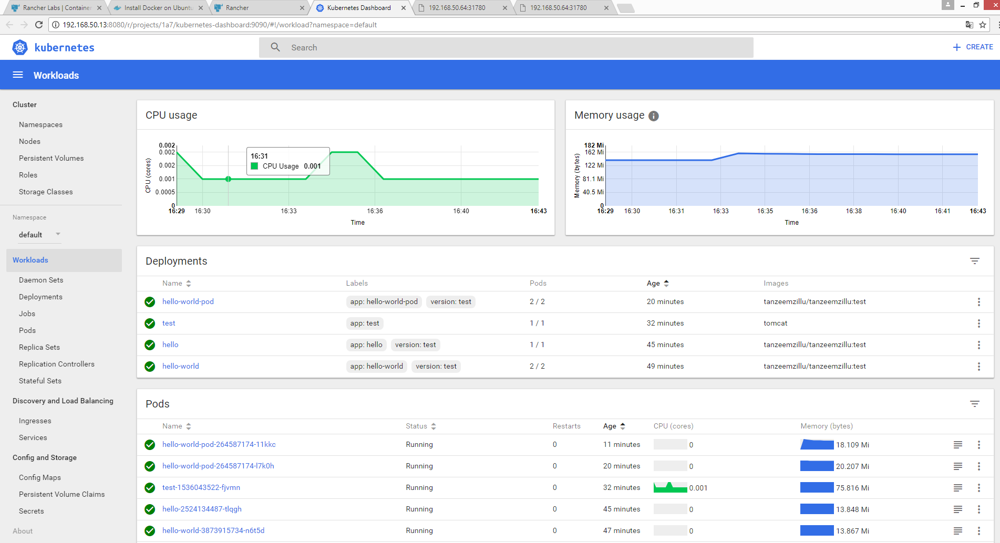 Rancher Labs | Container
Install Docker on Ubuntu
Rancher
Kubernetes Dashboard
192.168.50.64:31780
192.168.50.64:31780
192.168.50.13:8080/r/projects/1a7/kubernetes-dashboard:9090/#!/workload?namespace=default
kubernetes
Search
CREATE
Workloads
Cluster
Namespaces
Nodes
Persistent Volumes
Roles
Storage Classes
Namespace
default
Workloads
Daemon Sets
Deployments
Jobs
Pods
Replica Sets
Replication Controllers
Stateful Sets
Discovery and Load Balancing
Ingresses
Services
Config and Storage
Config Maps
Persistent Volume Claims
Secrets
About
CPU usage
CPU (cores)
0.002
0.002
0.002
0.001
0.0005
0
16:31
CPU Usage 0.001
16:29 16:30 16:33 16:36 16:40 16:43
Time
Memory usage
Memory (bytes)
182 Mi
162 Mi
122 Mi
81.1 Mi
40.5 Mi
0
16:29 16:30 16:31 16:33 16:35 16:36 16:38 16:40 16:41 16:43
Time
Deployments
Name Labels Pods Age Images
hello-world-pod app: hello-world-pod version: test 2 / 2 20 minutes tanzeemzillu/tanzeemzillu:test
test app: test 1 / 1 32 minutes tomcat
hello app: hello version: test 1 / 1 45 minutes tanzeemzillu/tanzeemzillu:test
hello-world app: hello-world version: test 2 / 2 49 minutes tanzeemzillu/tanzeemzillu:test
Pods
Name Status Restarts Age CPU (cores) Memory (bytes)
hello-world-pod-264587174-11kkc Running 0 11 minutes 0 18.109 Mi
hello-world-pod-264587174-l7k0h Running 0 20 minutes 0 20.207 Mi
test-1536043522-fjvmn Running 0 32 minutes 0.001 75.816 Mi
hello-2524134487-tlqgh Running 0 45 minutes 0 13.848 Mi
hello-world-3873915734-n6t5d Running 0 47 minutes 0 13.867 Mi